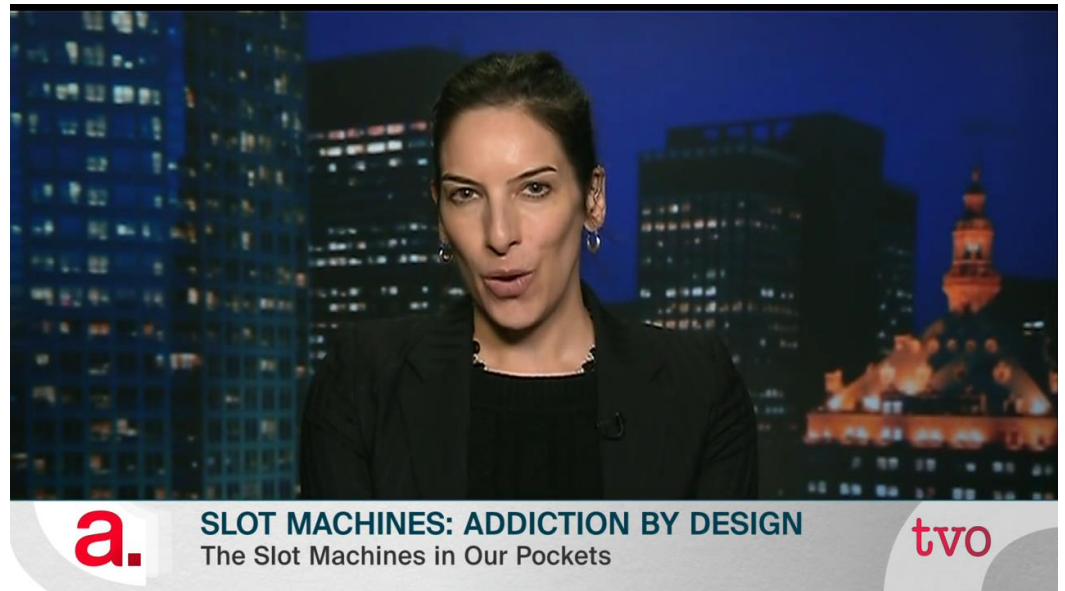 a.
SLOT MACHINES: ADDICTION BY DESIGN
The Slot Machines in Our Pockets
tvo